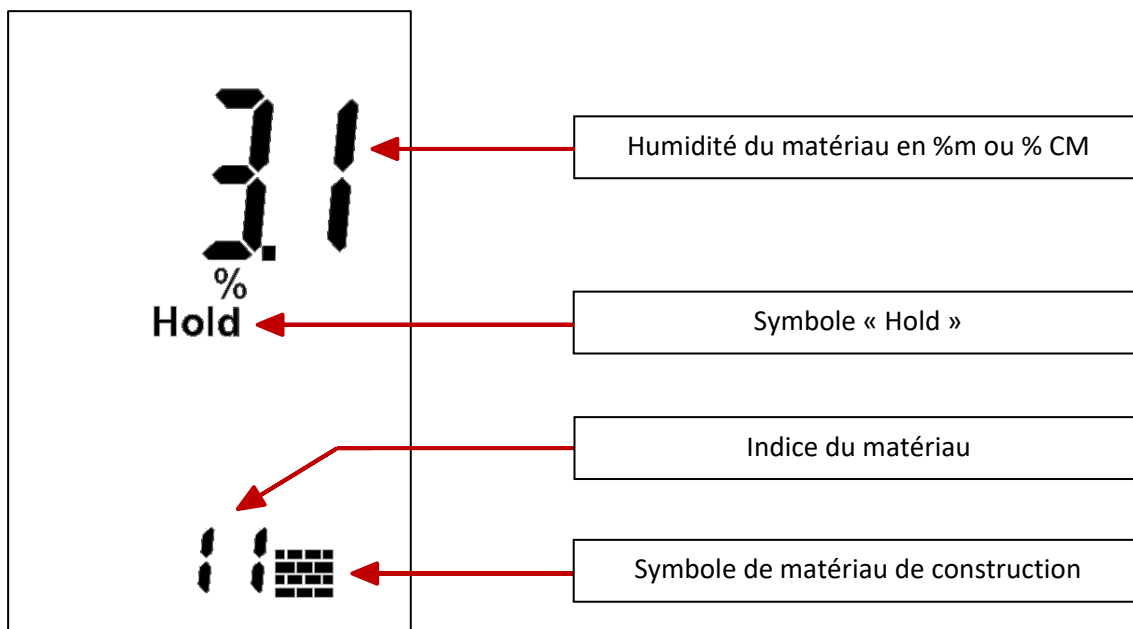 3.1
Humidité du matériau en %m ou % CM
%
Hold
Symbole « Hold »
Indice du matériau
11
Symbole de matériau de construction